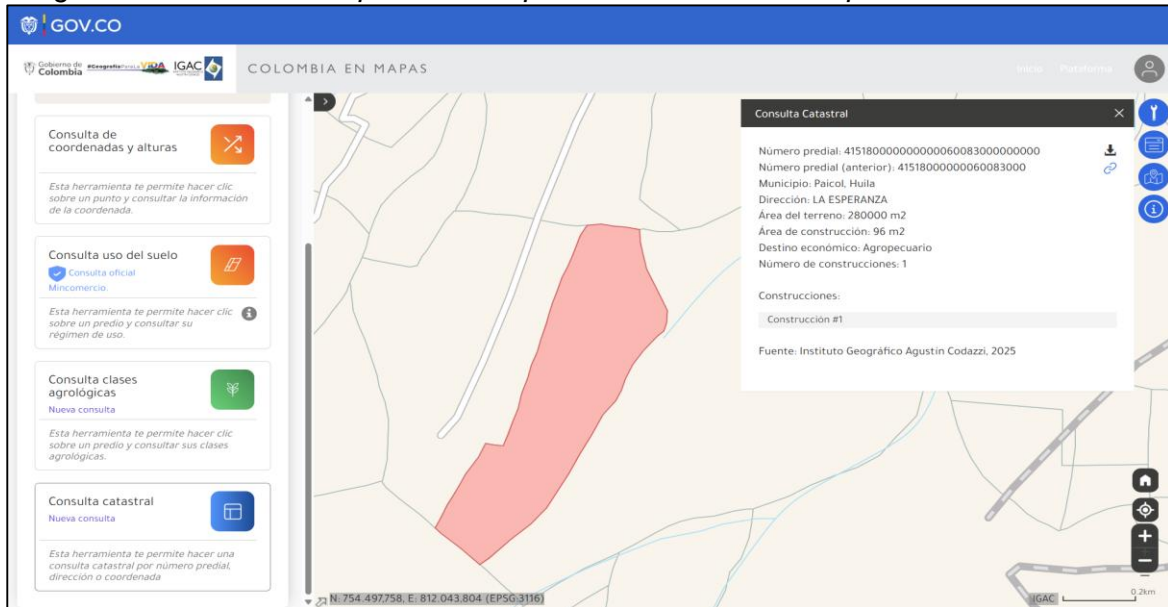 GOV.CO
Gobierno de Colombia
#GeografíaParaLaVIDA
IGAC
COLOMBIA EN MAPAS
Inicio
Plataforma
Consulta de
coordenadas y alturas
Esta herramienta te permite hacer clic
sobre un punto y consultar la información
de la coordenada.
Consulta uso del suelo
Consulta oficial
Mincomercio.
Esta herramienta te permite hacer clic
sobre un predio y consultar su
régimen de uso.
Consulta clases
agrológicas
Nueva consulta
Esta herramienta te permite hacer clic
sobre un predio y consultar sus clases
agrológicas.
Consulta catastral
Nueva consulta
Esta herramienta te permite hacer una
consulta catastral por número predial,
dirección o coordenada
Consulta Catastral
Número predial: 415180000000000060083000000000
Número predial (anterior): 41518000000060083000
Municipio: Paicol, Huila
Dirección: LA ESPERANZA
Área del terreno: 280000 m2
Área de construcción: 96 m2
Destino económico: Agropecuario
Número de construcciones: 1
Construcciones:
Construcción #1
Fuente: Instituto Geográfico Agustín Codazzi, 2025
N: 754.497,758, E: 812.043,804 (EPSG:3116)
IGAC
0.2km